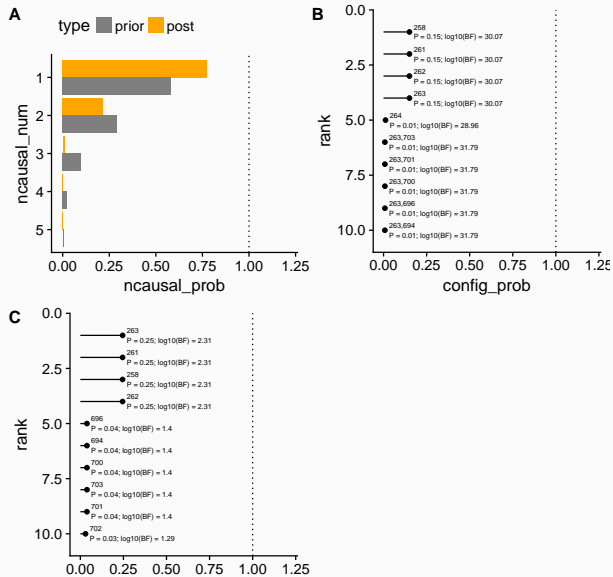 A
type prior post
ncausal_num
1
2
3
4
5
0.00 0.25 0.50 0.75 1.00 1.25
ncausal_prob
B
rank
0.0
2.5
5.0
7.5
10.0
258
P = 0.15; log10(BF) = 30.07
261
P = 0.15; log10(BF) = 30.07
262
P = 0.15; log10(BF) = 30.07
263
P = 0.15; log10(BF) = 30.07
264
P = 0.01; log10(BF) = 28.96
263,703
P = 0.01; log10(BF) = 31.79
263,701
P = 0.01; log10(BF) = 31.79
263,700
P = 0.01; log10(BF) = 31.79
263,696
P = 0.01; log10(BF) = 31.79
263,694
P = 0.01; log10(BF) = 31.79
0.00 0.25 0.50 0.75 1.00 1.25
config_prob
C
rank
0.0
2.5
5.0
7.5
10.0
263
P = 0.25; log10(BF) = 2.31
261
P = 0.25; log10(BF) = 2.31
258
P = 0.25; log10(BF) = 2.31
262
P = 0.25; log10(BF) = 2.31
696
P = 0.04; log10(BF) = 1.4
694
P = 0.04; log10(BF) = 1.4
700
P = 0.04; log10(BF) = 1.4
703
P = 0.04; log10(BF) = 1.4
701
P = 0.04; log10(BF) = 1.4
702
P = 0.03; log10(BF) = 1.29
0.00 0.25 0.50 0.75 1.00 1.25